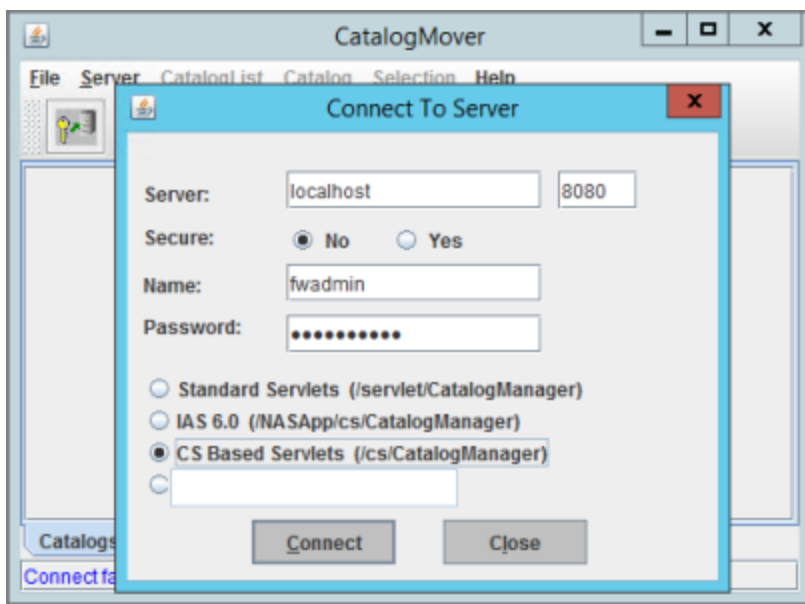 CatalogMover
File Server CatalogList Catalog Selection Help
Connect To Server
Server: localhost 8080
Secure: No Yes
Name: fwadmin
Password: ••••••••••
Standard Servlets (/servlet/CatalogManager)
IAS 6.0 (/NASApp/cs/CatalogManager)
CS Based Servlets (/cs/CatalogManager)
Connect Close
Catalogs
Connect fa